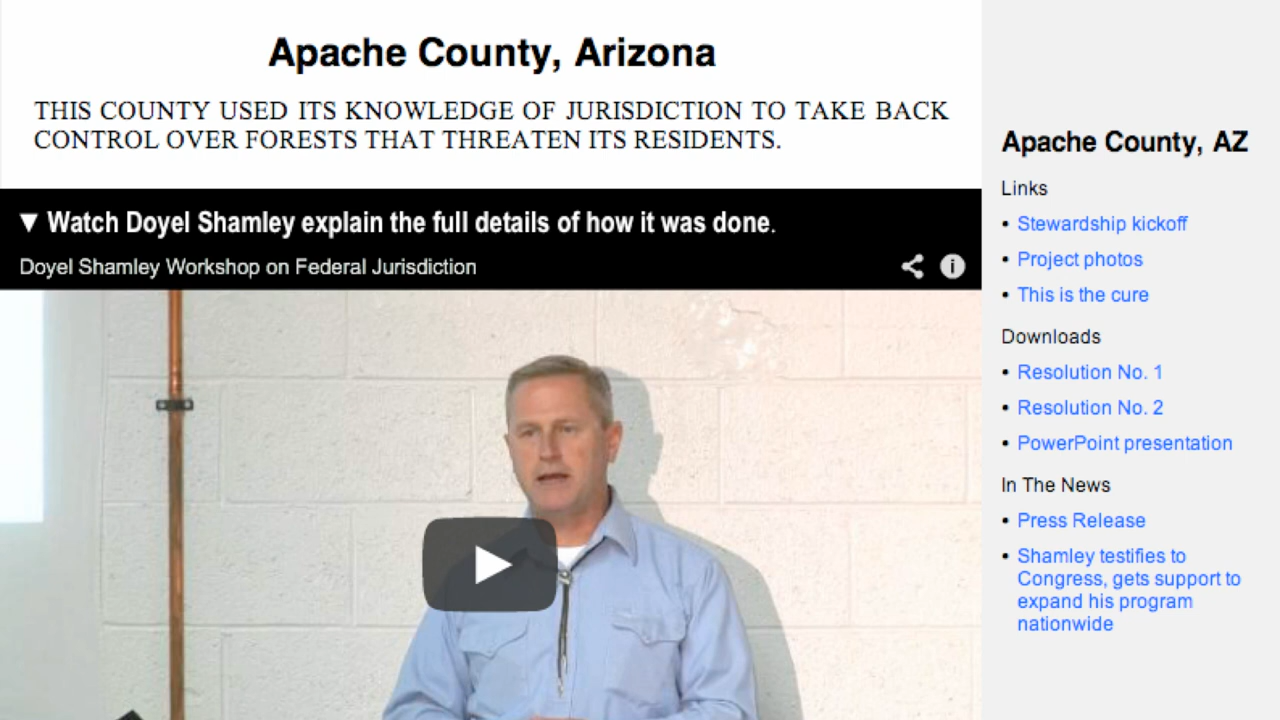 Apache County, Arizona
THIS COUNTY USED ITS KNOWLEDGE OF JURISDICTION TO TAKE BACK
CONTROL OVER FORESTS THAT THREATEN ITS RESIDENTS.
▼ Watch Doyel Shamley explain the full details of how it was done.
Doyel Shamley Workshop on Federal Jurisdiction
Apache County, AZ
Links
• Stewardship kickoff
• Project photos
• This is the cure
Downloads
• Resolution No. 1
• Resolution No. 2
• PowerPoint presentation
In The News
• Press Release
• Shamley testifies to
Congress, gets support to
expand his program
nationwide